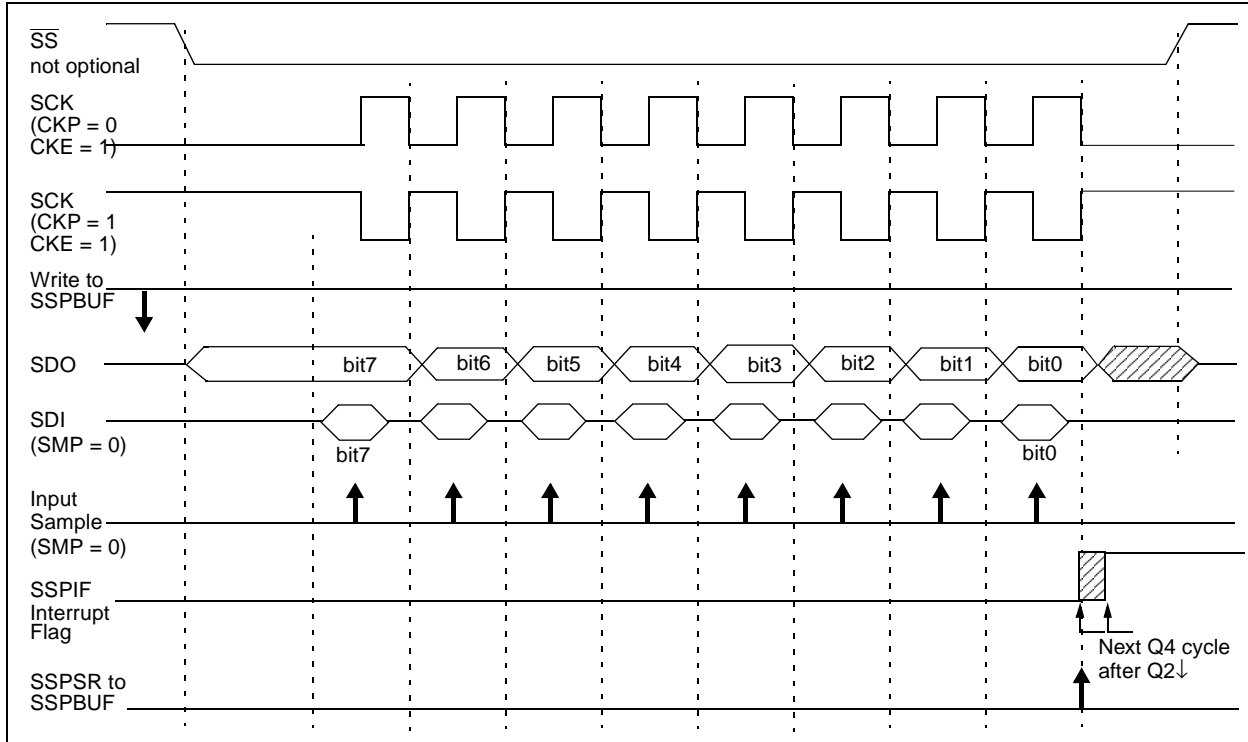 SS
not optional
SCK
(CKP = 0
CKE = 1)
SCK
(CKP = 1
CKE = 1)
Write to
SSPBUF
SDO
bit7
bit6
bit5
bit4
bit3
bit2
bit1
bit0
SDI
(SMP = 0)
bit7
bit0
Input
Sample
(SMP = 0)
SSPIF
Interrupt
Flag
Next Q4 cycle
after Q2↓
SSPSR to
SSPBUF